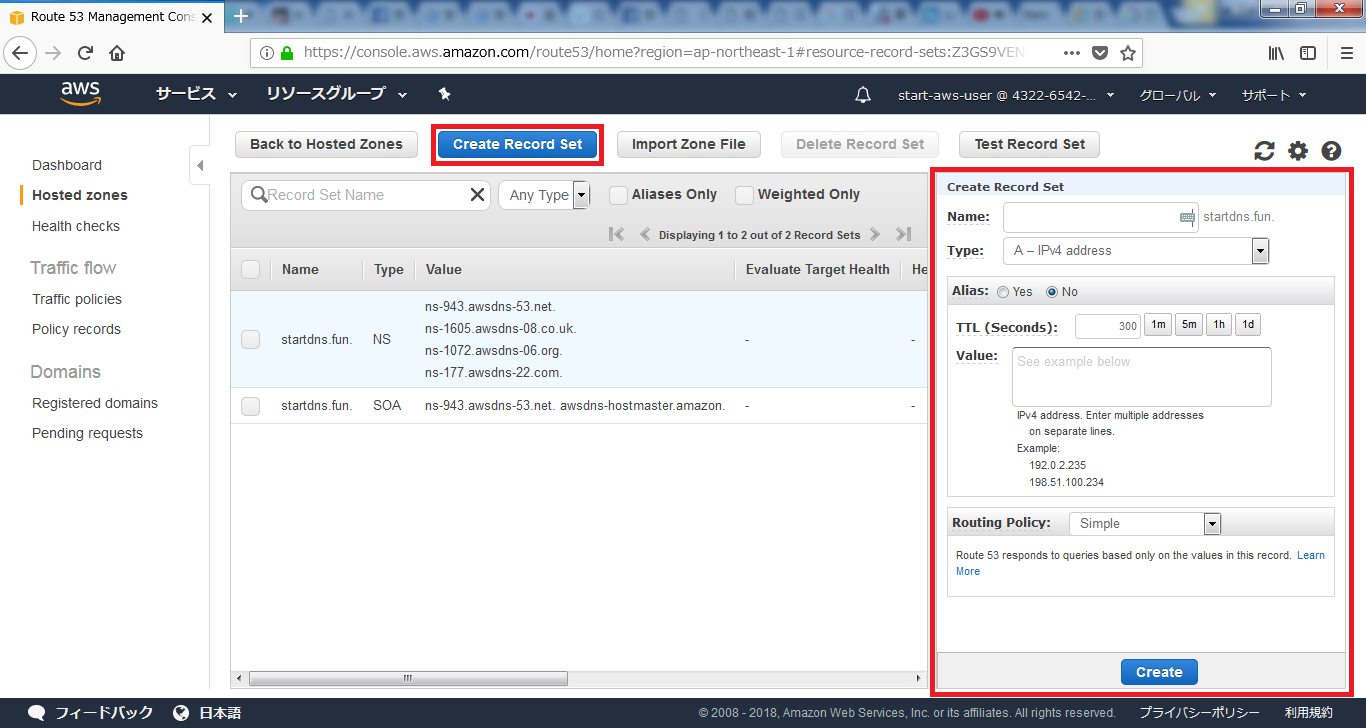 Route 53 Management Cons
https://console.aws.amazon.com/route53/home?region=ap-northeast-1#resource-record-sets:Z3GS9VEN
aws サービス リソースグループ start-aws-user @ 4322-6542-... グローバル サポート
Back to Hosted Zones Create Record Set Import Zone File Delete Record Set Test Record Set
Dashboard
Hosted zones
Health checks
Traffic flow
Traffic policies
Policy records
Domains
Registered domains
Pending requests
Record Set Name Any Type Aliases Only Weighted Only
Displaying 1 to 2 out of 2 Record Sets
Name Type Value Evaluate Target Health He
startdns.fun. NS ns-943.awsdns-53.net. - -
ns-1605.awsdns-08.co.uk.
ns-1072.awsdns-06.org.
ns-177.awsdns-22.com.
startdns.fun. SOA ns-943.awsdns-53.net. awsdns-hostmaster.amazon. - -
Create Record Set
Name: startdns.fun.
Type: A – IPv4 address
Alias: Yes No
TTL (Seconds): 300 1m 5m 1h 1d
Value: See example below
IPv4 address. Enter multiple addresses
on separate lines.
Example:
192.0.2.235
198.51.100.234
Routing Policy: Simple
Route 53 responds to queries based only on the values in this record. Learn
More
Create
フィードバック 日本語 © 2008 - 2018, Amazon Web Services, Inc. or its affiliates. All rights reserved. プライバシーポリシー 利用規約